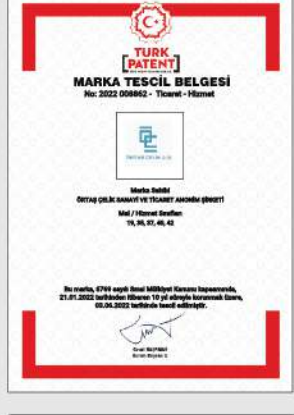 TÜRK
PATENT
MARKA TESCİL BELGESİ
No: 2022 008862 - Ticaret - Hizmet
Marka Sahibi
ÖRTAŞ ÇELİK SANAYİ VE TİCARET ANONİM ŞİRKETİ
Mal / Hizmet Sınıfları
19, 35, 37, 40, 42
Bu marka, 6769 sayılı Sınai Mülkiyet Kanunu kapsamında,
21.01.2022 tarihinden itibaren 10 yıl süreyle korunmak üzere,
03.06.2022 tarihinde tescil edilmiştir.